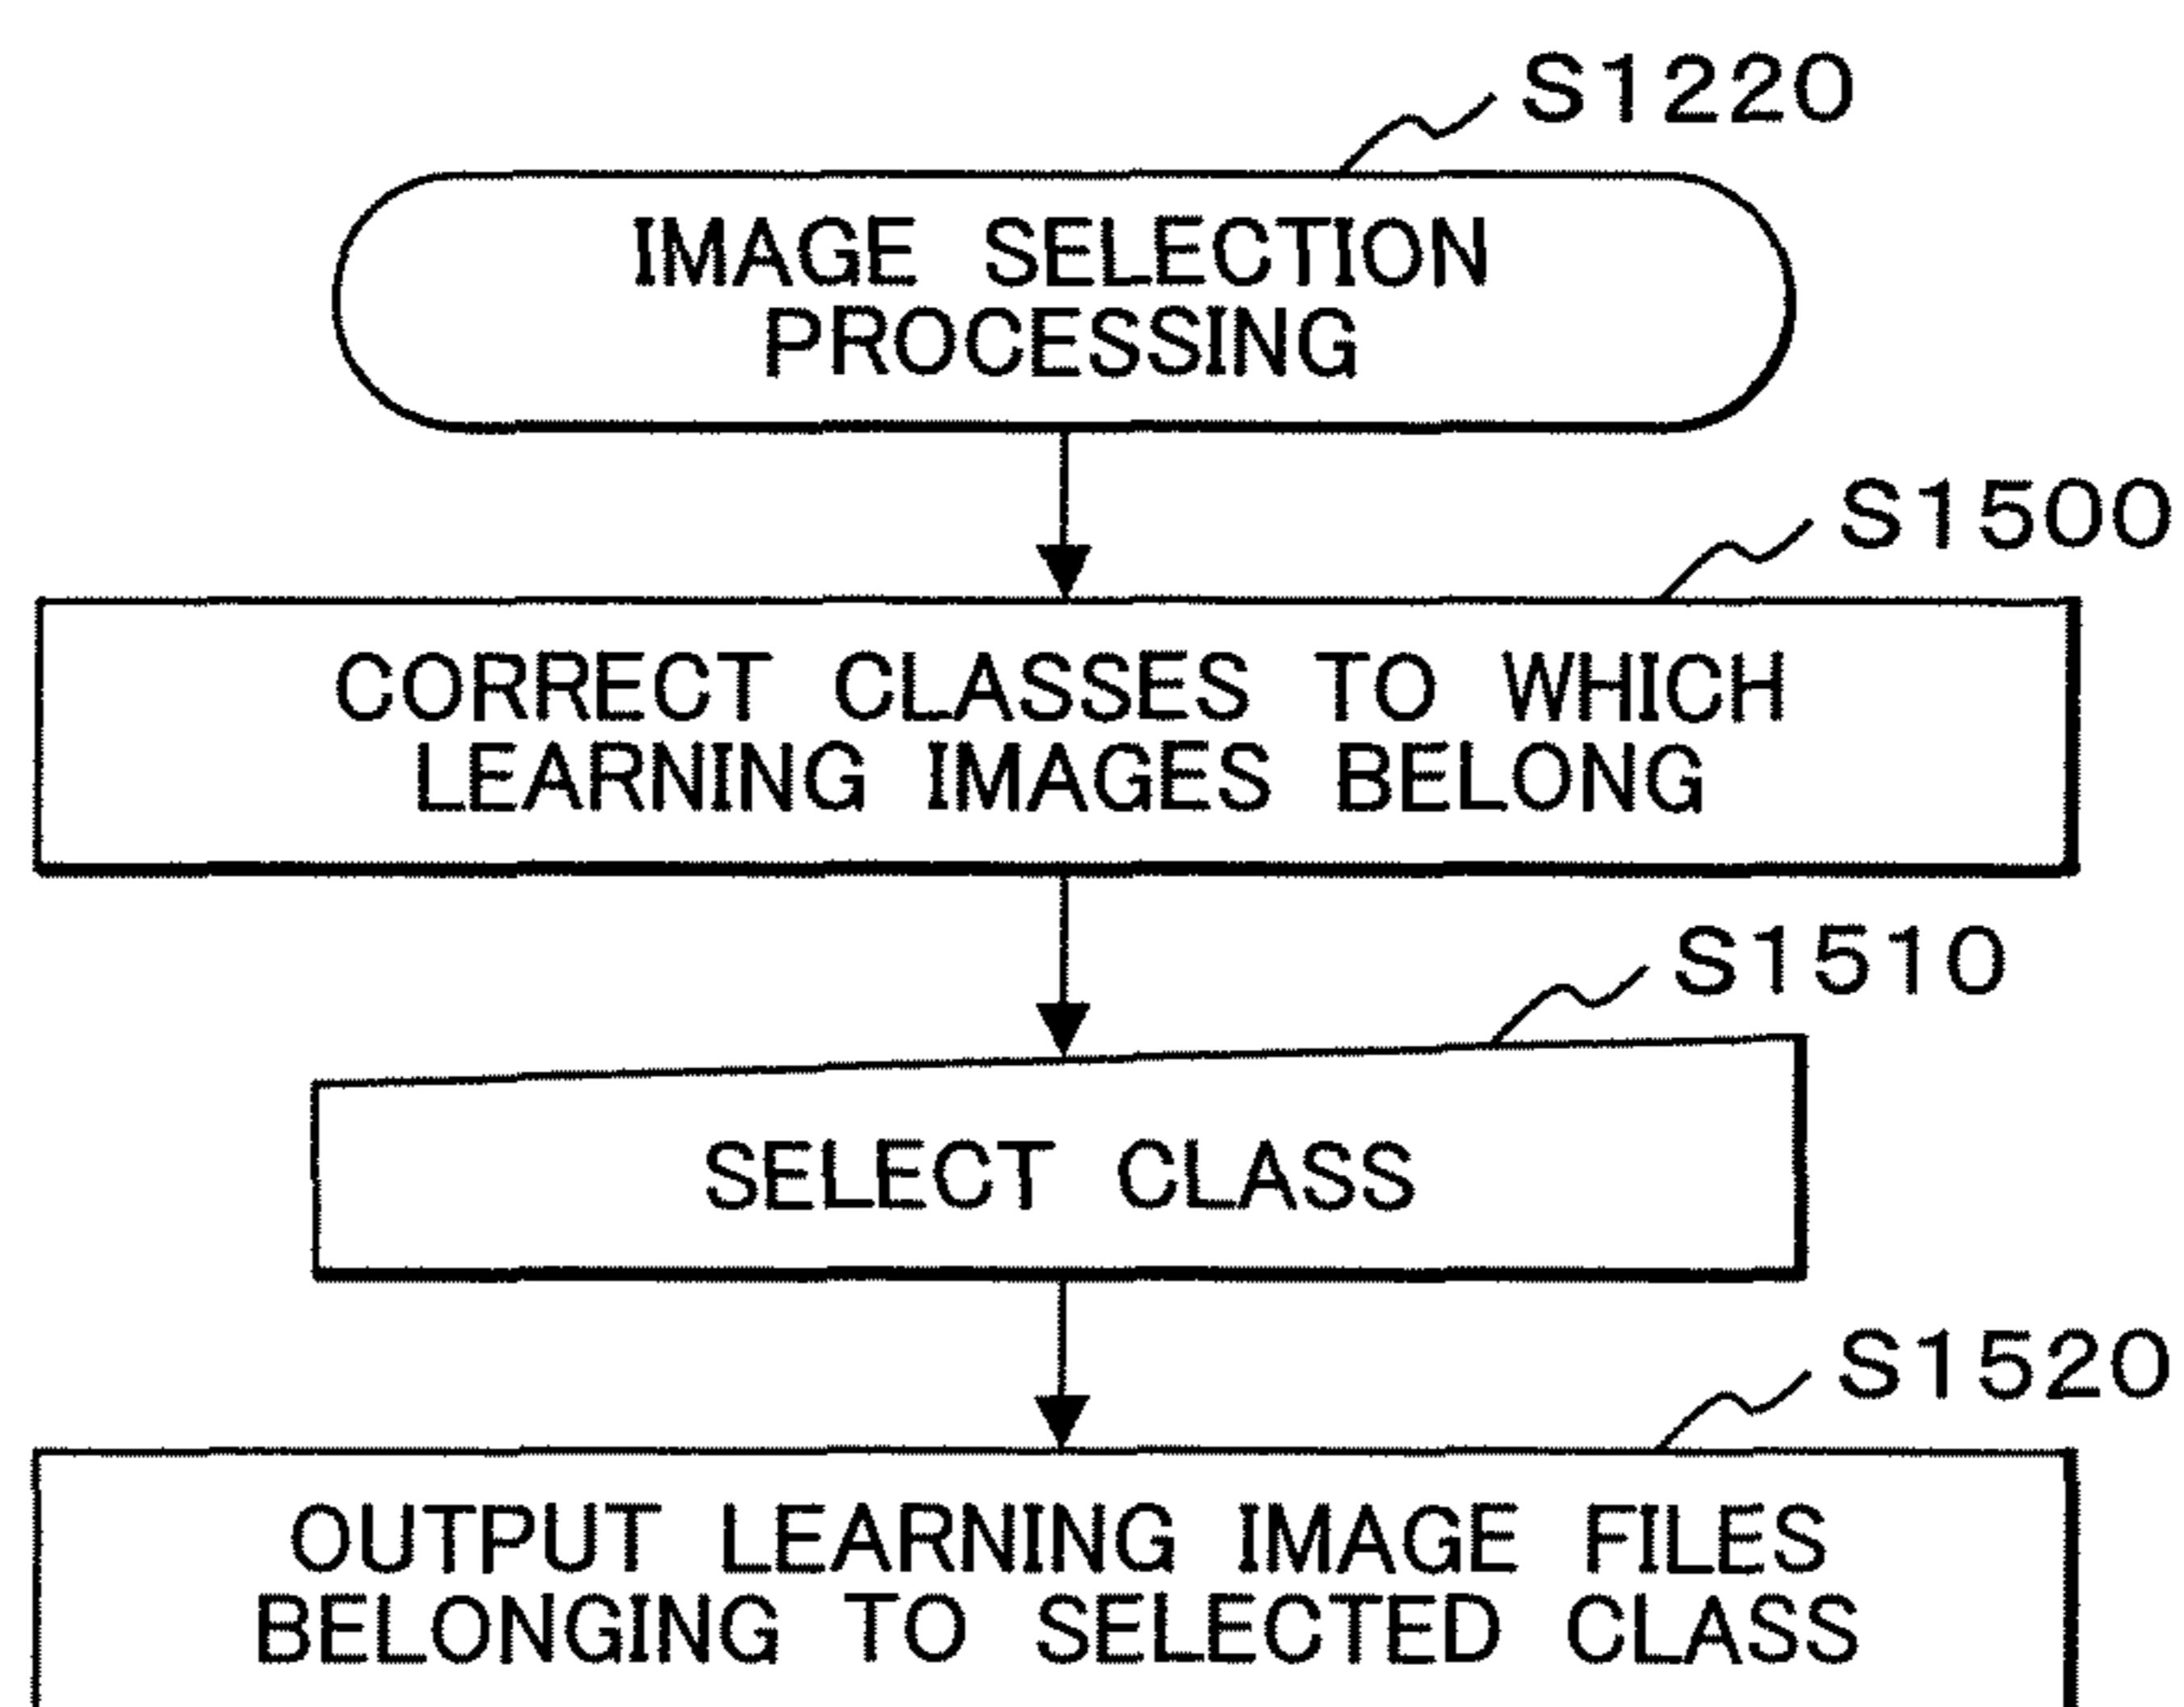 S1220
IMAGE SELECTION
PROCESSING
S1500
CORRECT CLASSES TO WHICH
LEARNING IMAGES BELONG
S1510
SELECT CLASS
S1520
OUTPUT LEARNING IMAGE FILES
BELONGING TO SELECTED CLASS